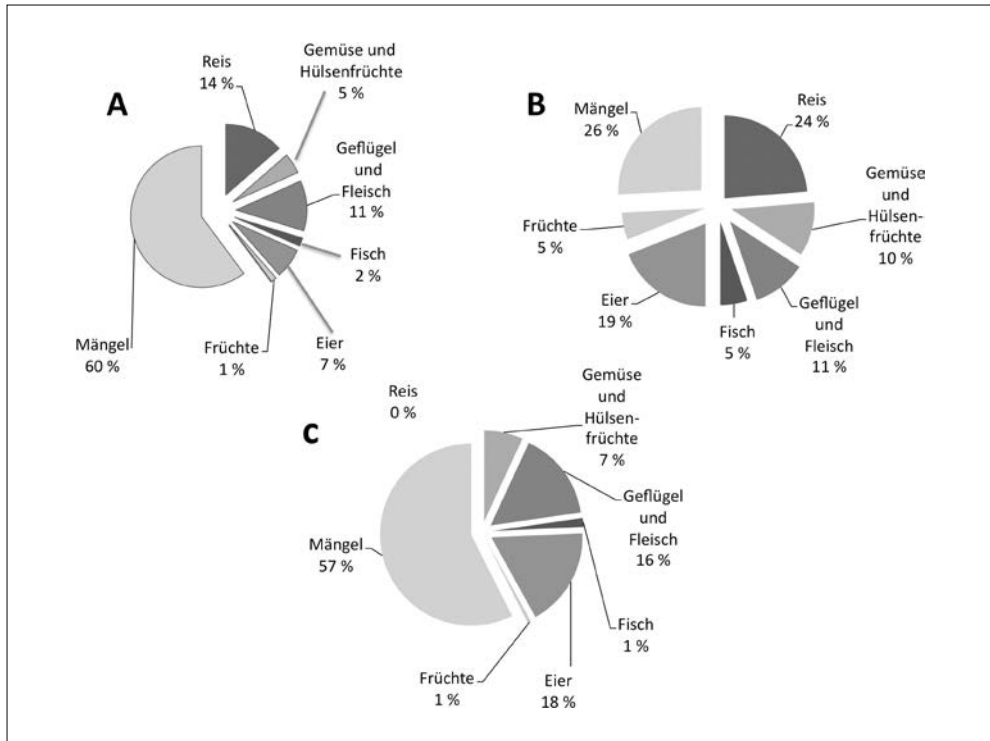 A
Reis
14 %
Gemüse und
Hülsenfrüchte
5 %
Geflügel
und
Fleisch
11 %
Fisch
2 %
Eier
7 %
Früchte
1 %
Mängel
60 %
B
Mängel
26 %
Reis
24 %
Gemüse
und
Hülsen-
früchte
10 %
Geflügel
und
Fleisch
11 %
Fisch
5 %
Eier
19 %
Früchte
5 %
C
Reis
0 %
Gemüse
und
Hülsen-
früchte
7 %
Geflügel
und
Fleisch
16 %
Fisch
1 %
Eier
18 %
Früchte
1 %
Mängel
57 %